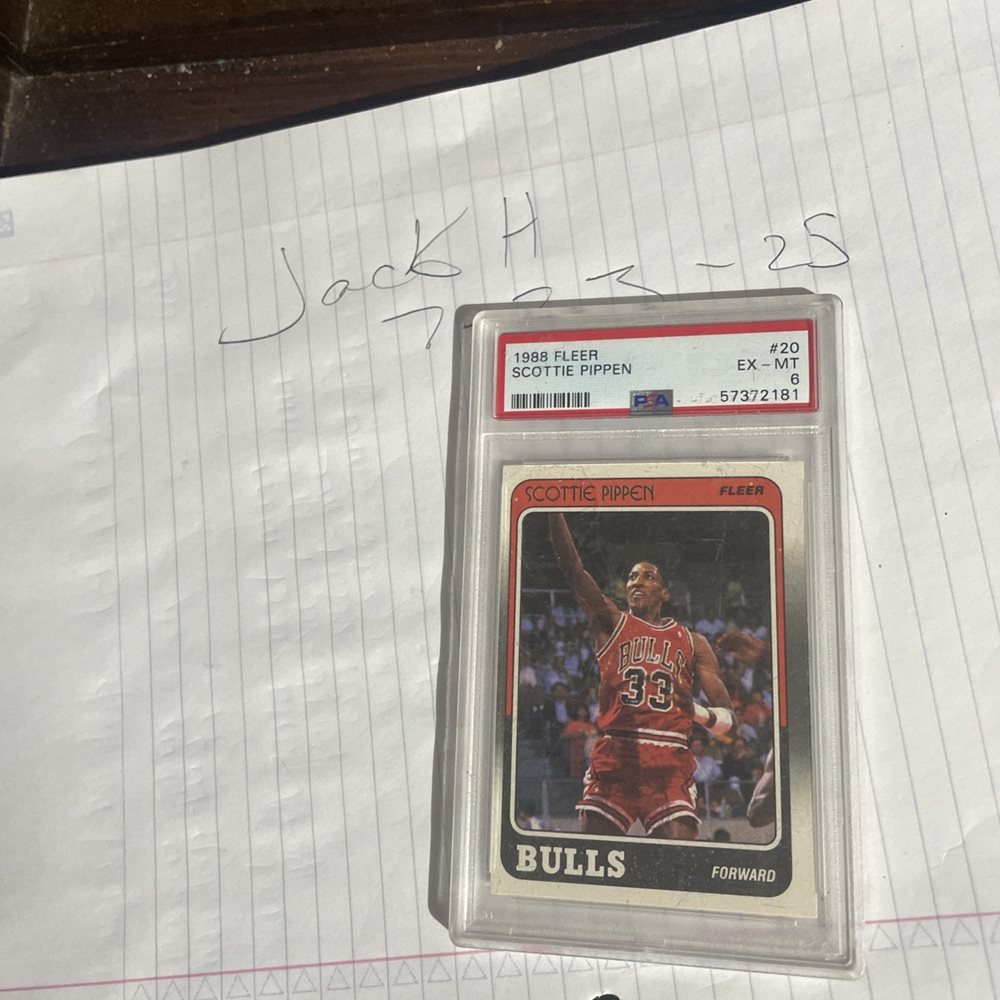 Jack H
7-23-25
1988 FLEER #20
SCOTTIE PIPPEN EX - MT
6
PSA 57372181
SCOTTIE PIPPEN FLEER
BULLS
33
BULLS FORWARD